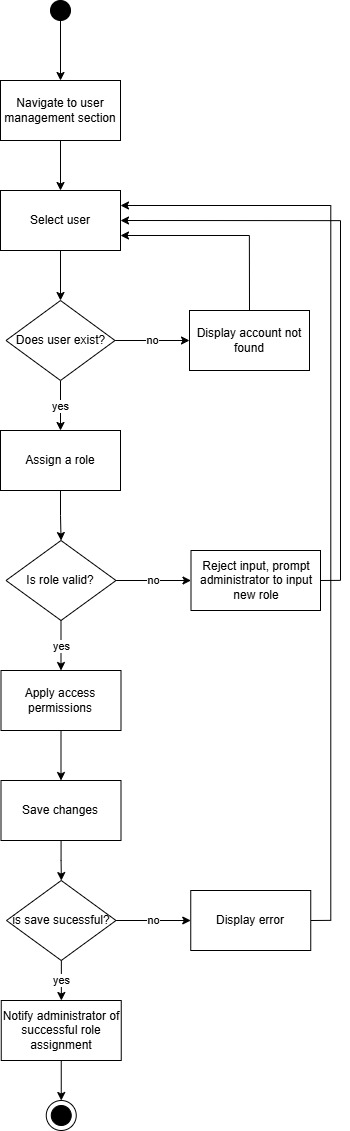 Navigate to user
management section
Select user
Does user exist?
no
Display account not
found
yes
Assign a role
Is role valid?
no
Reject input, prompt
administrator to input
new role
yes
Apply access
permissions
Save changes
is save sucessful?
no
Display error
yes
Notify administrator of
successful role
assignment